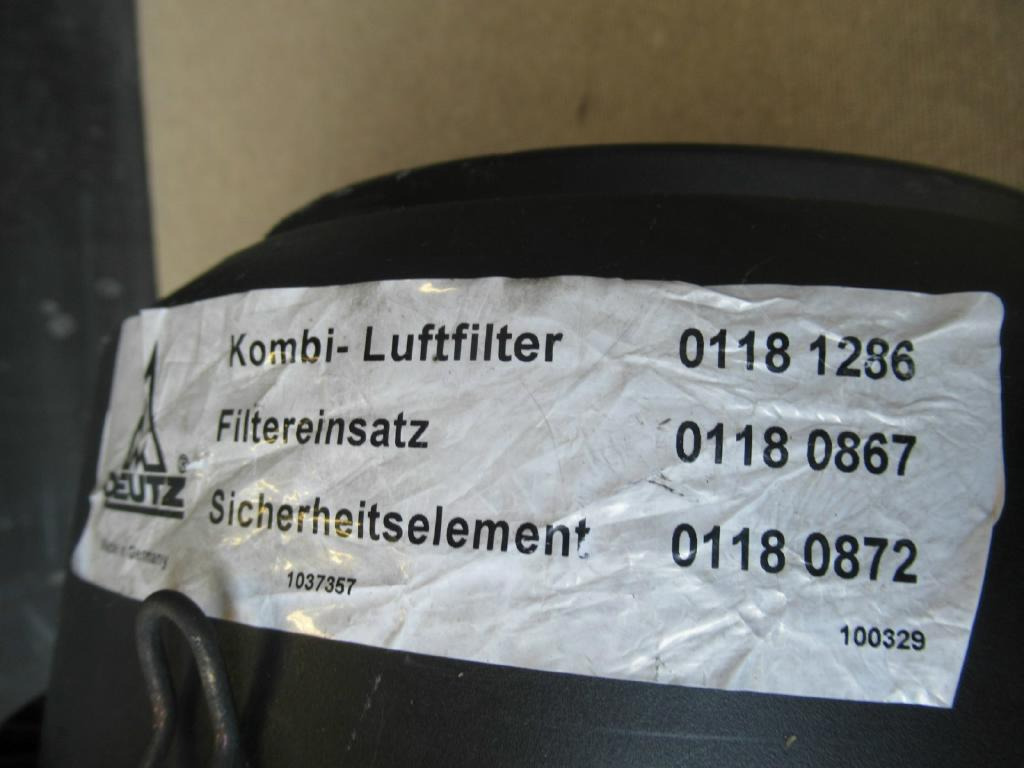 Kombi- Luftfilter 0118 1286
Filtereinsatz 0118 0867
DEUTZ ®
Sicherheitselement 0118 0872
Made in Germany
1037357
100329